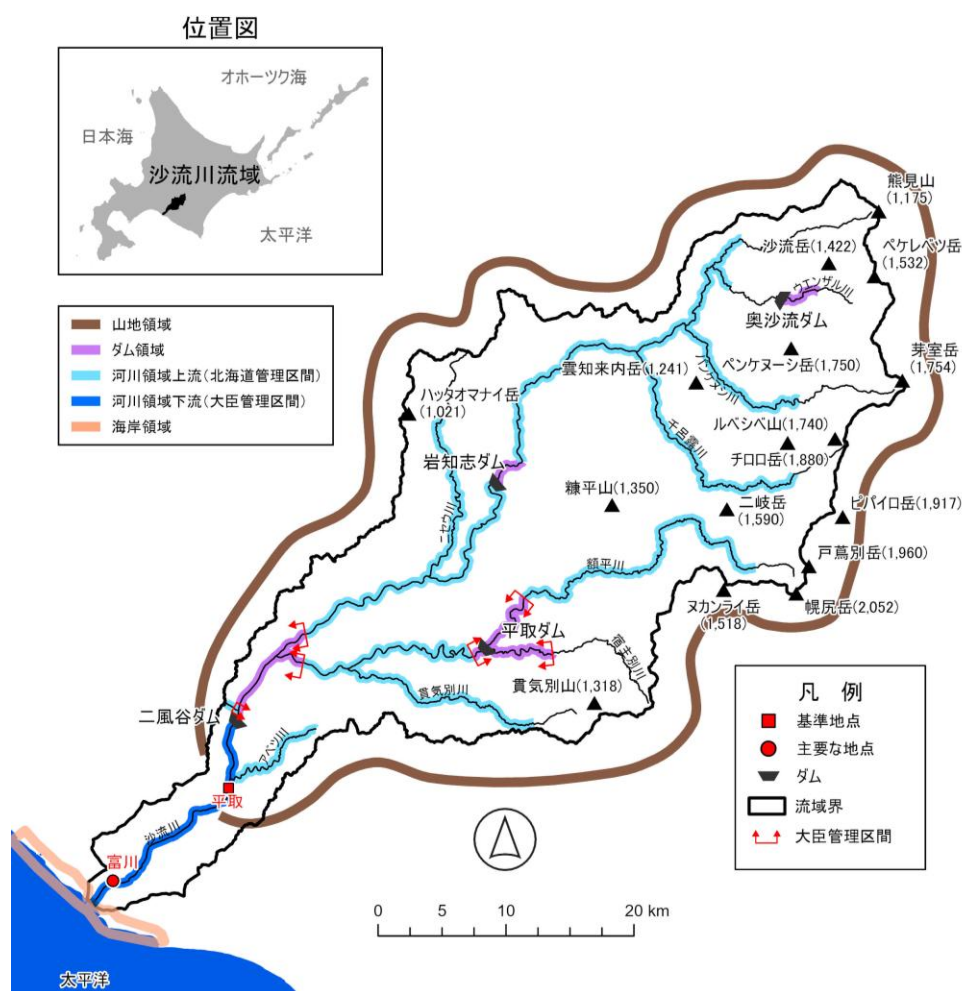 位置図
オホーツク海
日本海
沙流川流域
太平洋
山地領域
ダム領域
河川領域上流(北海道管理区間)
河川領域下流(大臣管理区間)
海岸領域
熊見山
(1,175)
沙流岳(1,422)
ペケレベツ岳
(1,532)
ウエンザル川
奥沙流ダム
芽室岳
(1,754)
ペンケヌーシ岳(1,750)
雲知来内岳(1,241)
パンケヌシ川
ハッタオマナイ岳
(1,021)
ルベシベ山(1,740)
千呂露川
チロロ岳(1,880)
岩知志ダム
糠平山(1,350)
二岐岳
(1,590)
ピパイロ岳(1,917)
ニセウ川
戸蔦別岳(1,960)
額平川
ヌカンライ岳
(1,518)
幌尻岳(2,052)
平取ダム
宿主別川
貫気別川
貫気別山(1,318)
二風谷ダム
アベツ川
平取
沙流川
富川
凡 例
基準地点
主要な地点
ダム
流域界
大臣管理区間
0 5 10 20 km
太平洋